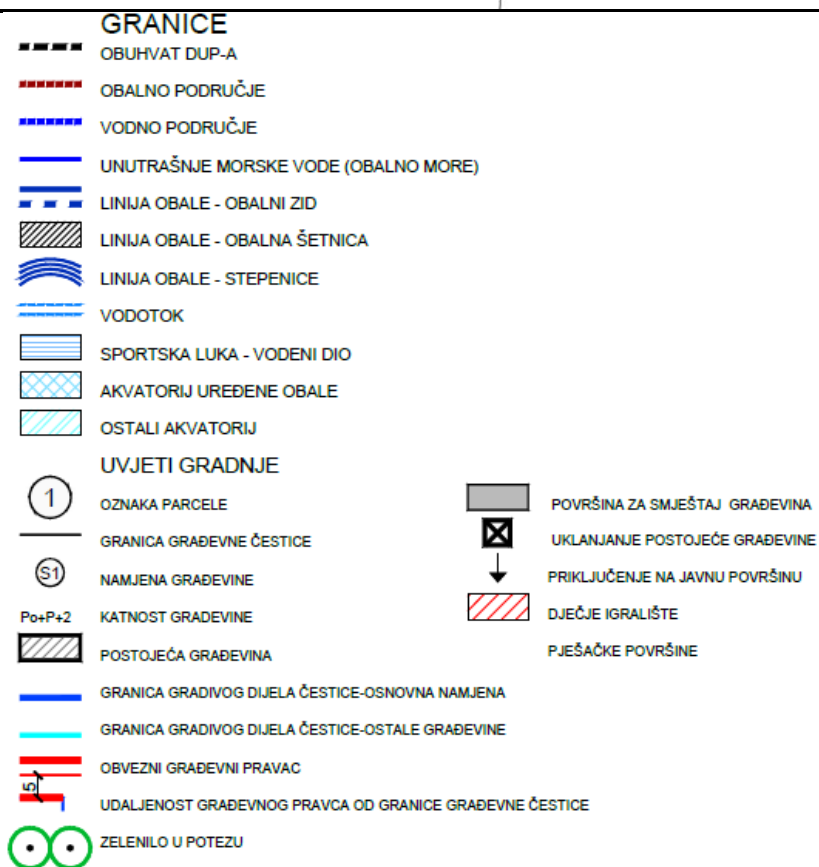 GRANICE
OBUHVAT DUP-A
OBALNO PODRUČJE
VODNO PODRUČJE
UNUTRAŠNJE MORSKE VODE (OBALNO MORE)
LINIJA OBALE - OBALNI ZID
LINIJA OBALE - OBALNA ŠETNICA
LINIJA OBALE - STEPENICE
VODOTOK
SPORTSKA LUKA - VODENI DIO
AKVATORIJ UREĐENE OBALE
OSTALI AKVATORIJ
UVJETI GRADNJE
1 OZNAKA PARCELE
GRANICA GRAĐEVNE ČESTICE
S1 NAMJENA GRAĐEVINE
Po+P+2 KATNOST GRADEVINE
POSTOJEĆA GRAĐEVINA
GRANICA GRADIVOG DIJELA ČESTICE-OSNOVNA NAMJENA
GRANICA GRADIVOG DIJELA ČESTICE-OSTALE GRAĐEVINE
OBVEZNI GRAĐEVNI PRAVAC
5
UDALJENOST GRAĐEVNOG PRAVCA OD GRANICE GRAĐEVNE ČESTICE
ZELENILO U POTEZU
POVRŠINA ZA SMJEŠTAJ GRAĐEVINA
UKLANJANJE POSTOJEĆE GRAĐEVINE
PRIKLJUČENJE NA JAVNU POVRŠINU
DJEČJE IGRALIŠTE
PJEŠAČKE POVRŠINE